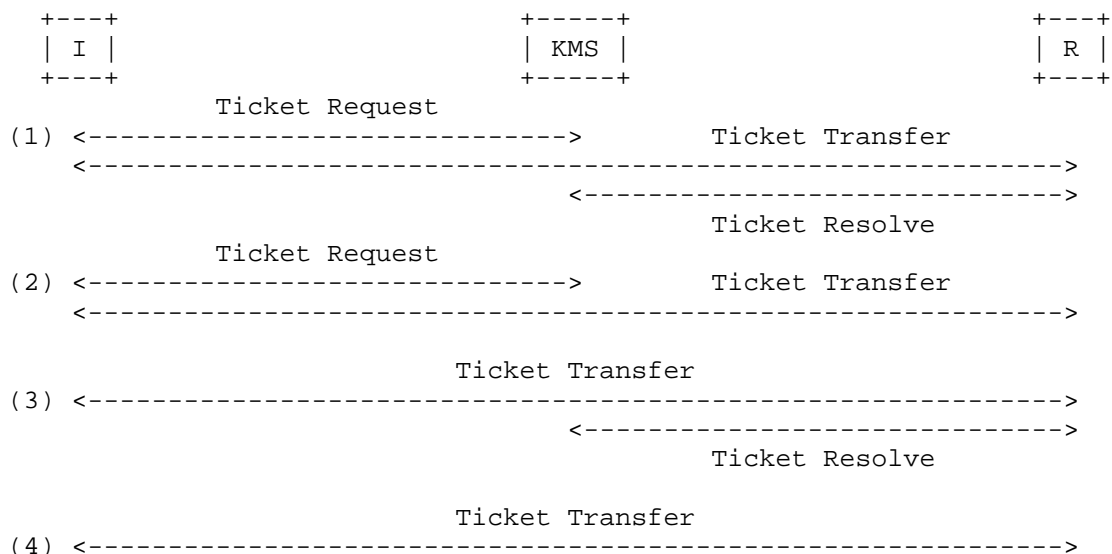 +---+                         +-----+                         +---+
| I |                         | KMS |                         | R |
+---+                         +-----+                         +---+
Ticket Request
(1) <------------------------------>        Ticket Transfer
<------------------------------------------------------------->
<------------------------------>
Ticket Resolve
Ticket Request
(2) <------------------------------>        Ticket Transfer
<------------------------------------------------------------->
Ticket Transfer
(3) <------------------------------------------------------------->
<------------------------------>
Ticket Resolve
Ticket Transfer
(4) <------------------------------------------------------------->